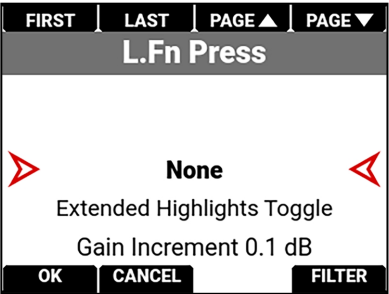 FIRST LAST PAGE▲ PAGE▼
L.Fn Press
None
Extended Highlights Toggle
Gain Increment 0.1 dB
OK CANCEL FILTER